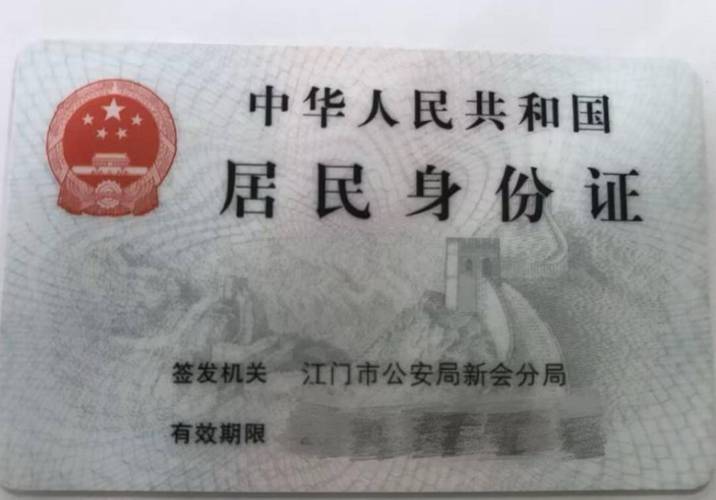 中华人民共和国
居民身份证
签发机关 江门市公安局新会分局
有效期限